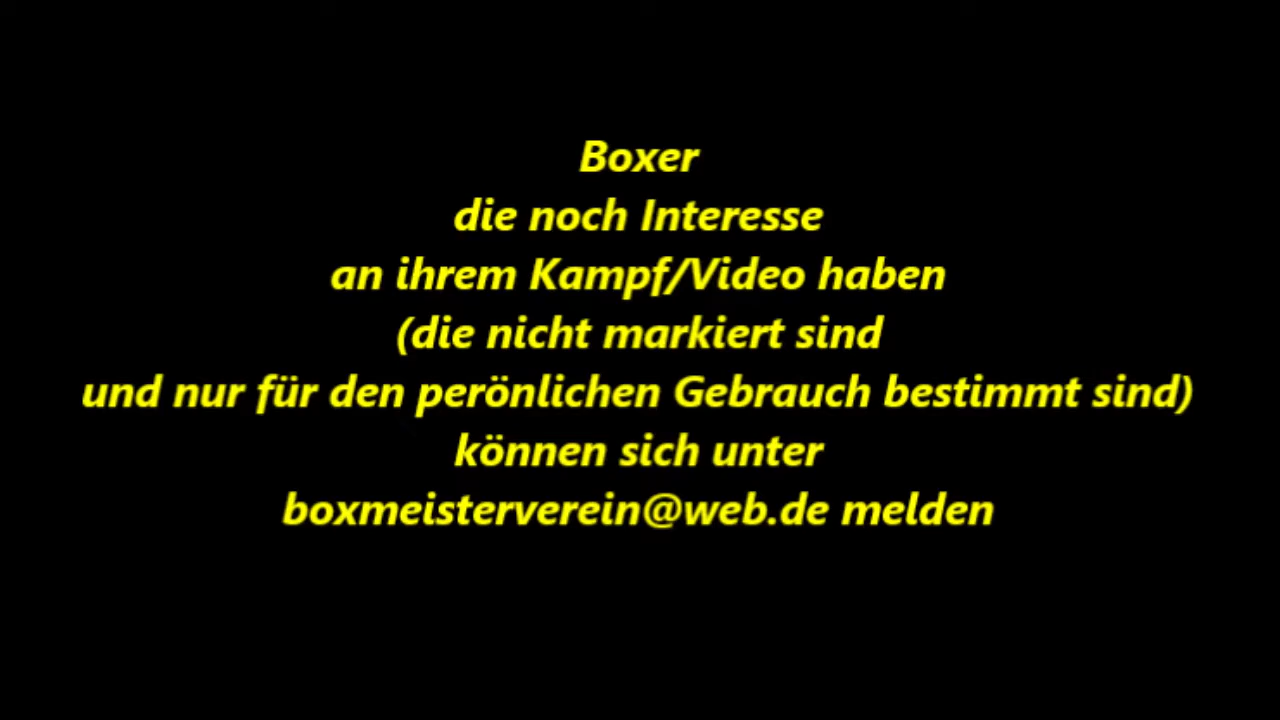 Boxer
die noch Interesse
an ihrem Kampf/Video haben
(die nicht markiert sind
und nur für den perönlichen Gebrauch bestimmt sind)
können sich unter
boxmeisterverein@web.de melden